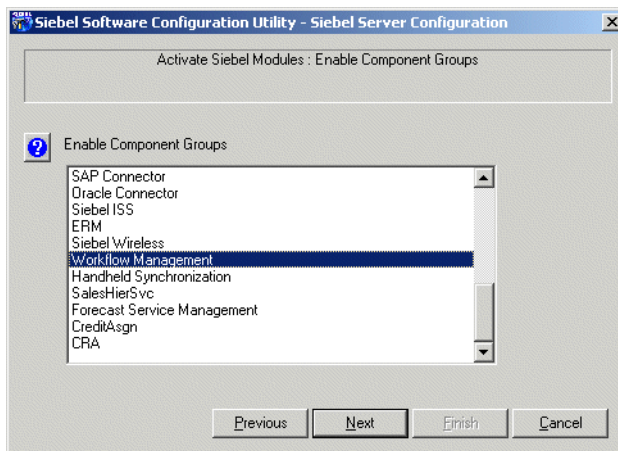 Siebel Software Configuration Utility - Siebel Server Configuration
Activate Siebel Modules : Enable Component Groups
Enable Component Groups
SAP Connector
Oracle Connector
Siebel ISS
ERM
Siebel Wireless
Workflow Management
Handheld Synchronization
SalesHierSvc
Forecast Service Management
CreditAsgn
CRA
Previous Next Finish Cancel